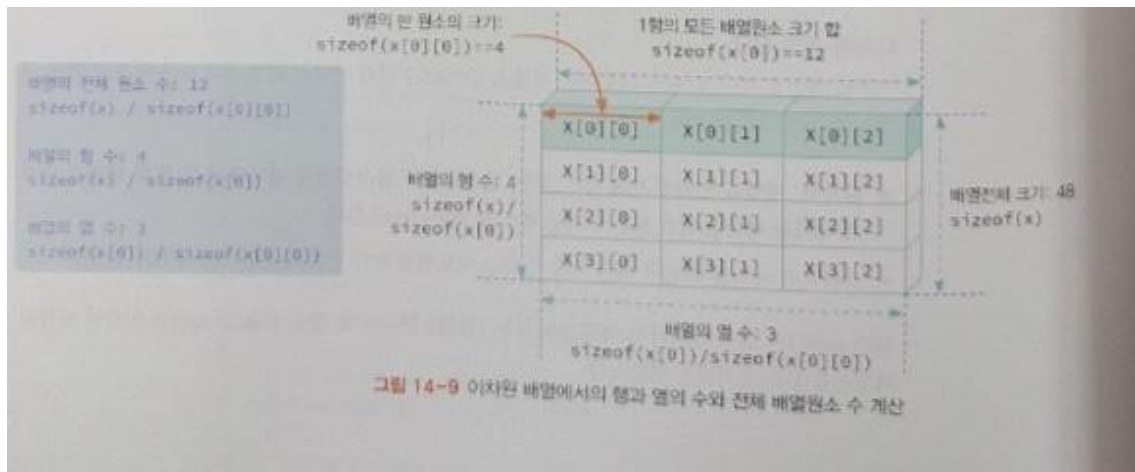 배열의 한 원소의 크기:
sizeof(x[0][0])==4
1행의 모든 배열원소 크기 합
sizeof(x[0])==12
배열의 전체 원소 수: 12
sizeof(x) / sizeof(x[0][0])
배열의 행 수: 4
sizeof(x) / sizeof(x[0])
배열의 열 수: 3
sizeof(x[0]) / sizeof(x[0][0])
배열의 행 수: 4
sizeof(x)/
sizeof(x[0])
X[0][0] X[0][1] X[0][2]
X[1][0] X[1][1] X[1][2]
X[2][0] X[2][1] X[2][2]
X[3][0] X[3][1] X[3][2]
배열전체 크기: 48
sizeof(x)
배열의 열 수: 3
sizeof(x[0])/sizeof(x[0][0])
그림 14-9 이차원 배열에서의 행과 열의 수와 전체 배열원소 수 계산